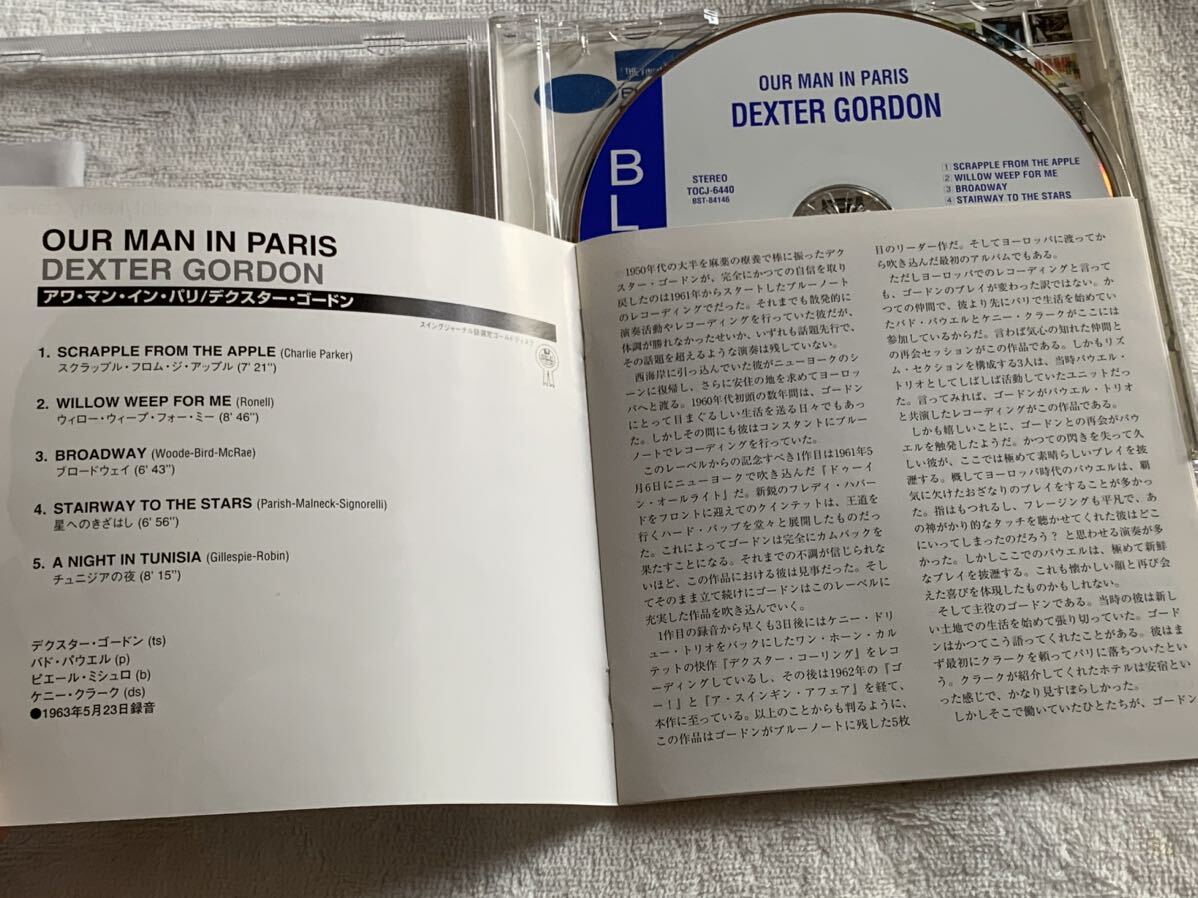 OUR MAN IN PARIS
DEXTER GORDON
アワ・マン・イン・パリ/デクスター・ゴードン
スイングジャーナル誌選定ゴールドディスク
1. SCRAPPLE FROM THE APPLE (Charlie Parker)
スクラップル・フロム・ジ・アップル (7' 21")
2. WILLOW WEEP FOR ME (Ronell)
ウィロー・ウィープ・フォー・ミー (8' 46")
3. BROADWAY (Woode-Bird-McRae)
ブロードウェイ (6' 43")
4. STAIRWAY TO THE STARS (Parish-Malneck-Signorelli)
星へのきざはし (6' 56")
5. A NIGHT IN TUNISIA (Gillespie-Robin)
チュニジアの夜 (8' 15")
デクスター・ゴードン (ts)
バド・パウエル (p)
ピエール・ミシュロ (b)
ケニー・クラーク (ds)
●1963年5月23日録音
OUR MAN IN PARIS
DEXTER GORDON
B
L
STEREO
TOCJ-6440
BST-84146
1 SCRAPPLE FROM THE APPLE
2 WILLOW WEEP FOR ME
3 BROADWAY
4 STAIRWAY TO THE STARS
1950年代の大半を麻薬の療養で棒に振ったデク
スター・ゴードンが、完全にかつての自信を取り
戻したのは1961年からスタートしたブルーノート
のレコーディングでだった。それまでも散発的に
演奏活動やレコーディングを行っていた彼だが、
体調が勝れなかったせいか、いずれも話題先行で、
その話題を超えるような演奏は残していない。
西海岸に引っ込んでいた彼がニューヨークのシ
ーンに復帰し、さらに安住の地を求めてヨーロッ
パへと渡る。1960年代初頭の数年間は、ゴードン
にとって目まぐるしい生活を送る日々でもあっ
た。しかしその間にも彼はコンスタントにブルー
ノートでレコーディングを行っていた。
このレーベルからの記念すべき1作目は1961年5
月6日にニューヨークで吹き込んだ『ドゥーイ
ン・オールライト』だ。新鋭のフレディ・ハバー
ドをフロントに迎えてのクインテットは、王道を
行くハード・バップを堂々と展開したものだっ
た。これによってゴードンは完全にカムバックを
果たすことになる。それまでの不調が信じられな
いほど、この作品における彼は見事だった。そし
てそのまま立て続けにゴードンはこのレーベルに
充実した作品を吹き込んでいく。
1作目の録音から早くも3日後にはケニー・ドリ
ュー・トリオをバックにしたワン・ホーン・カル
テットの快作『デクスター・コーリング』をレコ
ーディングしているし、その後は1962年の『ゴ
ー!』と『ア・スインギン・アフェア』を経て、
本作に至っている。以上のことからも判るように、
この作品はゴードンがブルーノートに残した5枚
目のリーダー作だ。そしてヨーロッパに渡ってか
ら吹き込んだ最初のアルバムでもある。
ただしヨーロッパでのレコーディングと言って
も、ゴードンのプレイが変わった訳ではない。か
つての仲間で、彼より先にパリで生活を始めてい
たバド・パウエルとケニー・クラークがここには
参加しているからだ。言わば気心の知れた仲間と
の再会セッションがこの作品である。しかもリズ
ム・セクションを構成する3人は、当時パウエル・
トリオとしてしばしば活動していたユニットだっ
た。言ってみれば、ゴードンがパウエル・トリオ
と共演したレコーディングがこの作品である。
しかも嬉しいことに、ゴードンとの再会がパウ
エルを触発したようだ。かつての閃きを失って久
しい彼が、ここでは極めて素晴らしいプレイを披
瀝する。概してヨーロッパ時代のパウエルは、覇
気に欠けたおざなりのプレイをすることが多かっ
た。指はもつれるし、フレージングも平凡で、あ
の神がかり的なタッチを聴かせてくれた彼はどこ
にいってしまったのだろう? と思わせる演奏が多
かった。しかしここでのパウエルは、極めて新鮮
なプレイを披瀝する。これも懐かしい顔と再び会
えた喜びを体現したものかもしれない。
そして主役のゴードンである。当時の彼は新し
い土地での生活を始めて張り切っていた。ゴード
ンはかつてこう語ってくれたことがある。彼はま
ず最初にクラークを頼ってパリに落ちついたとい
う。クラークが紹介してくれたホテルは安宿とい
った感じで、かなり見すぼらしかった。
しかしそこで働いていたひとたちが、ゴードン